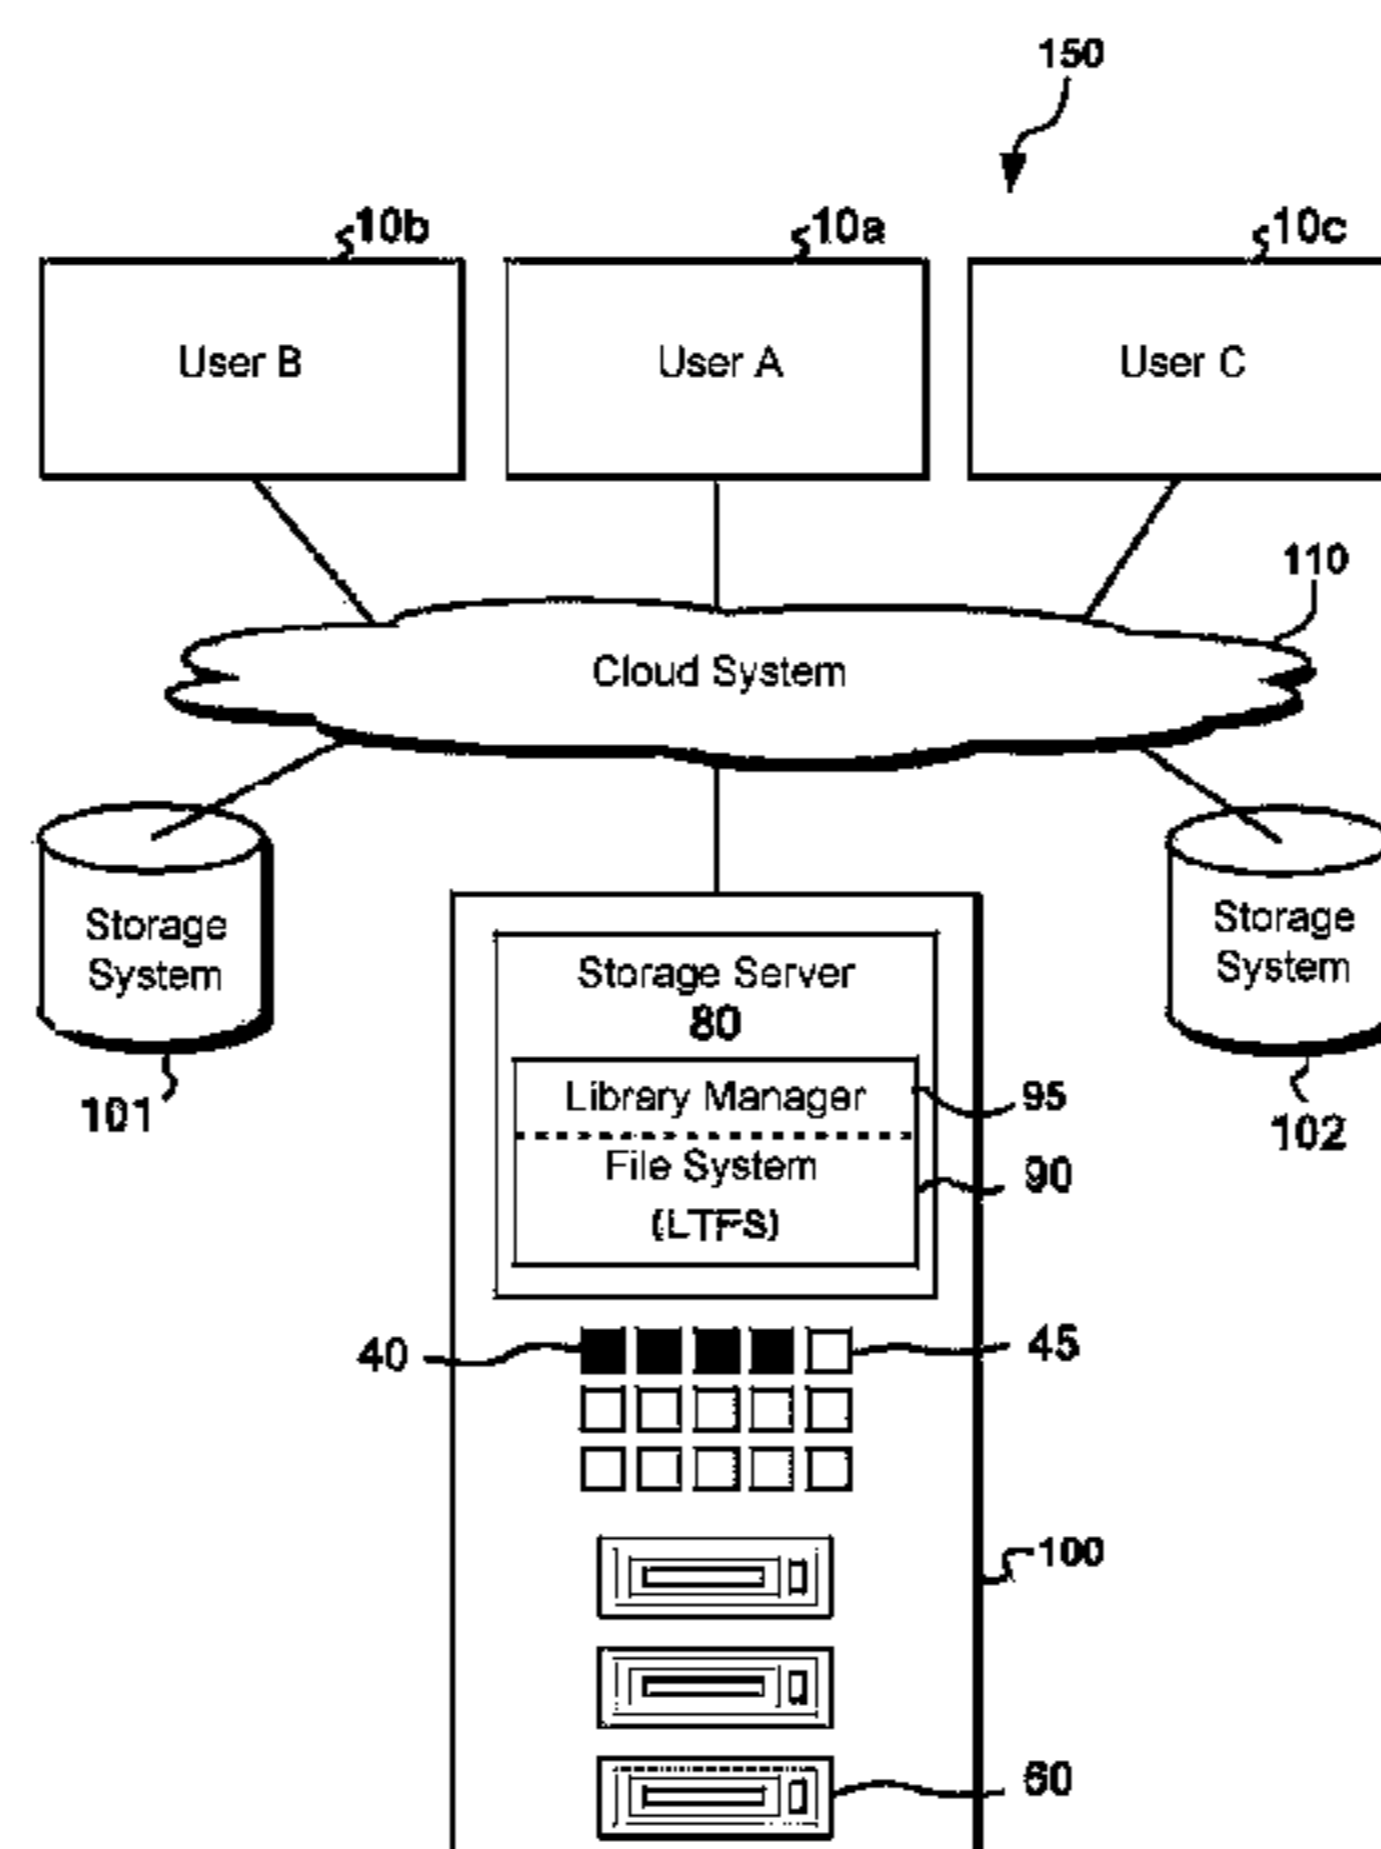 150
10b
10a
10c
User B
User A
User C
110
Cloud System
Storage
System
101
Storage
System
102
Storage Server
80
Library Manager
95
File System
90
(LTFS)
40
45
100
60